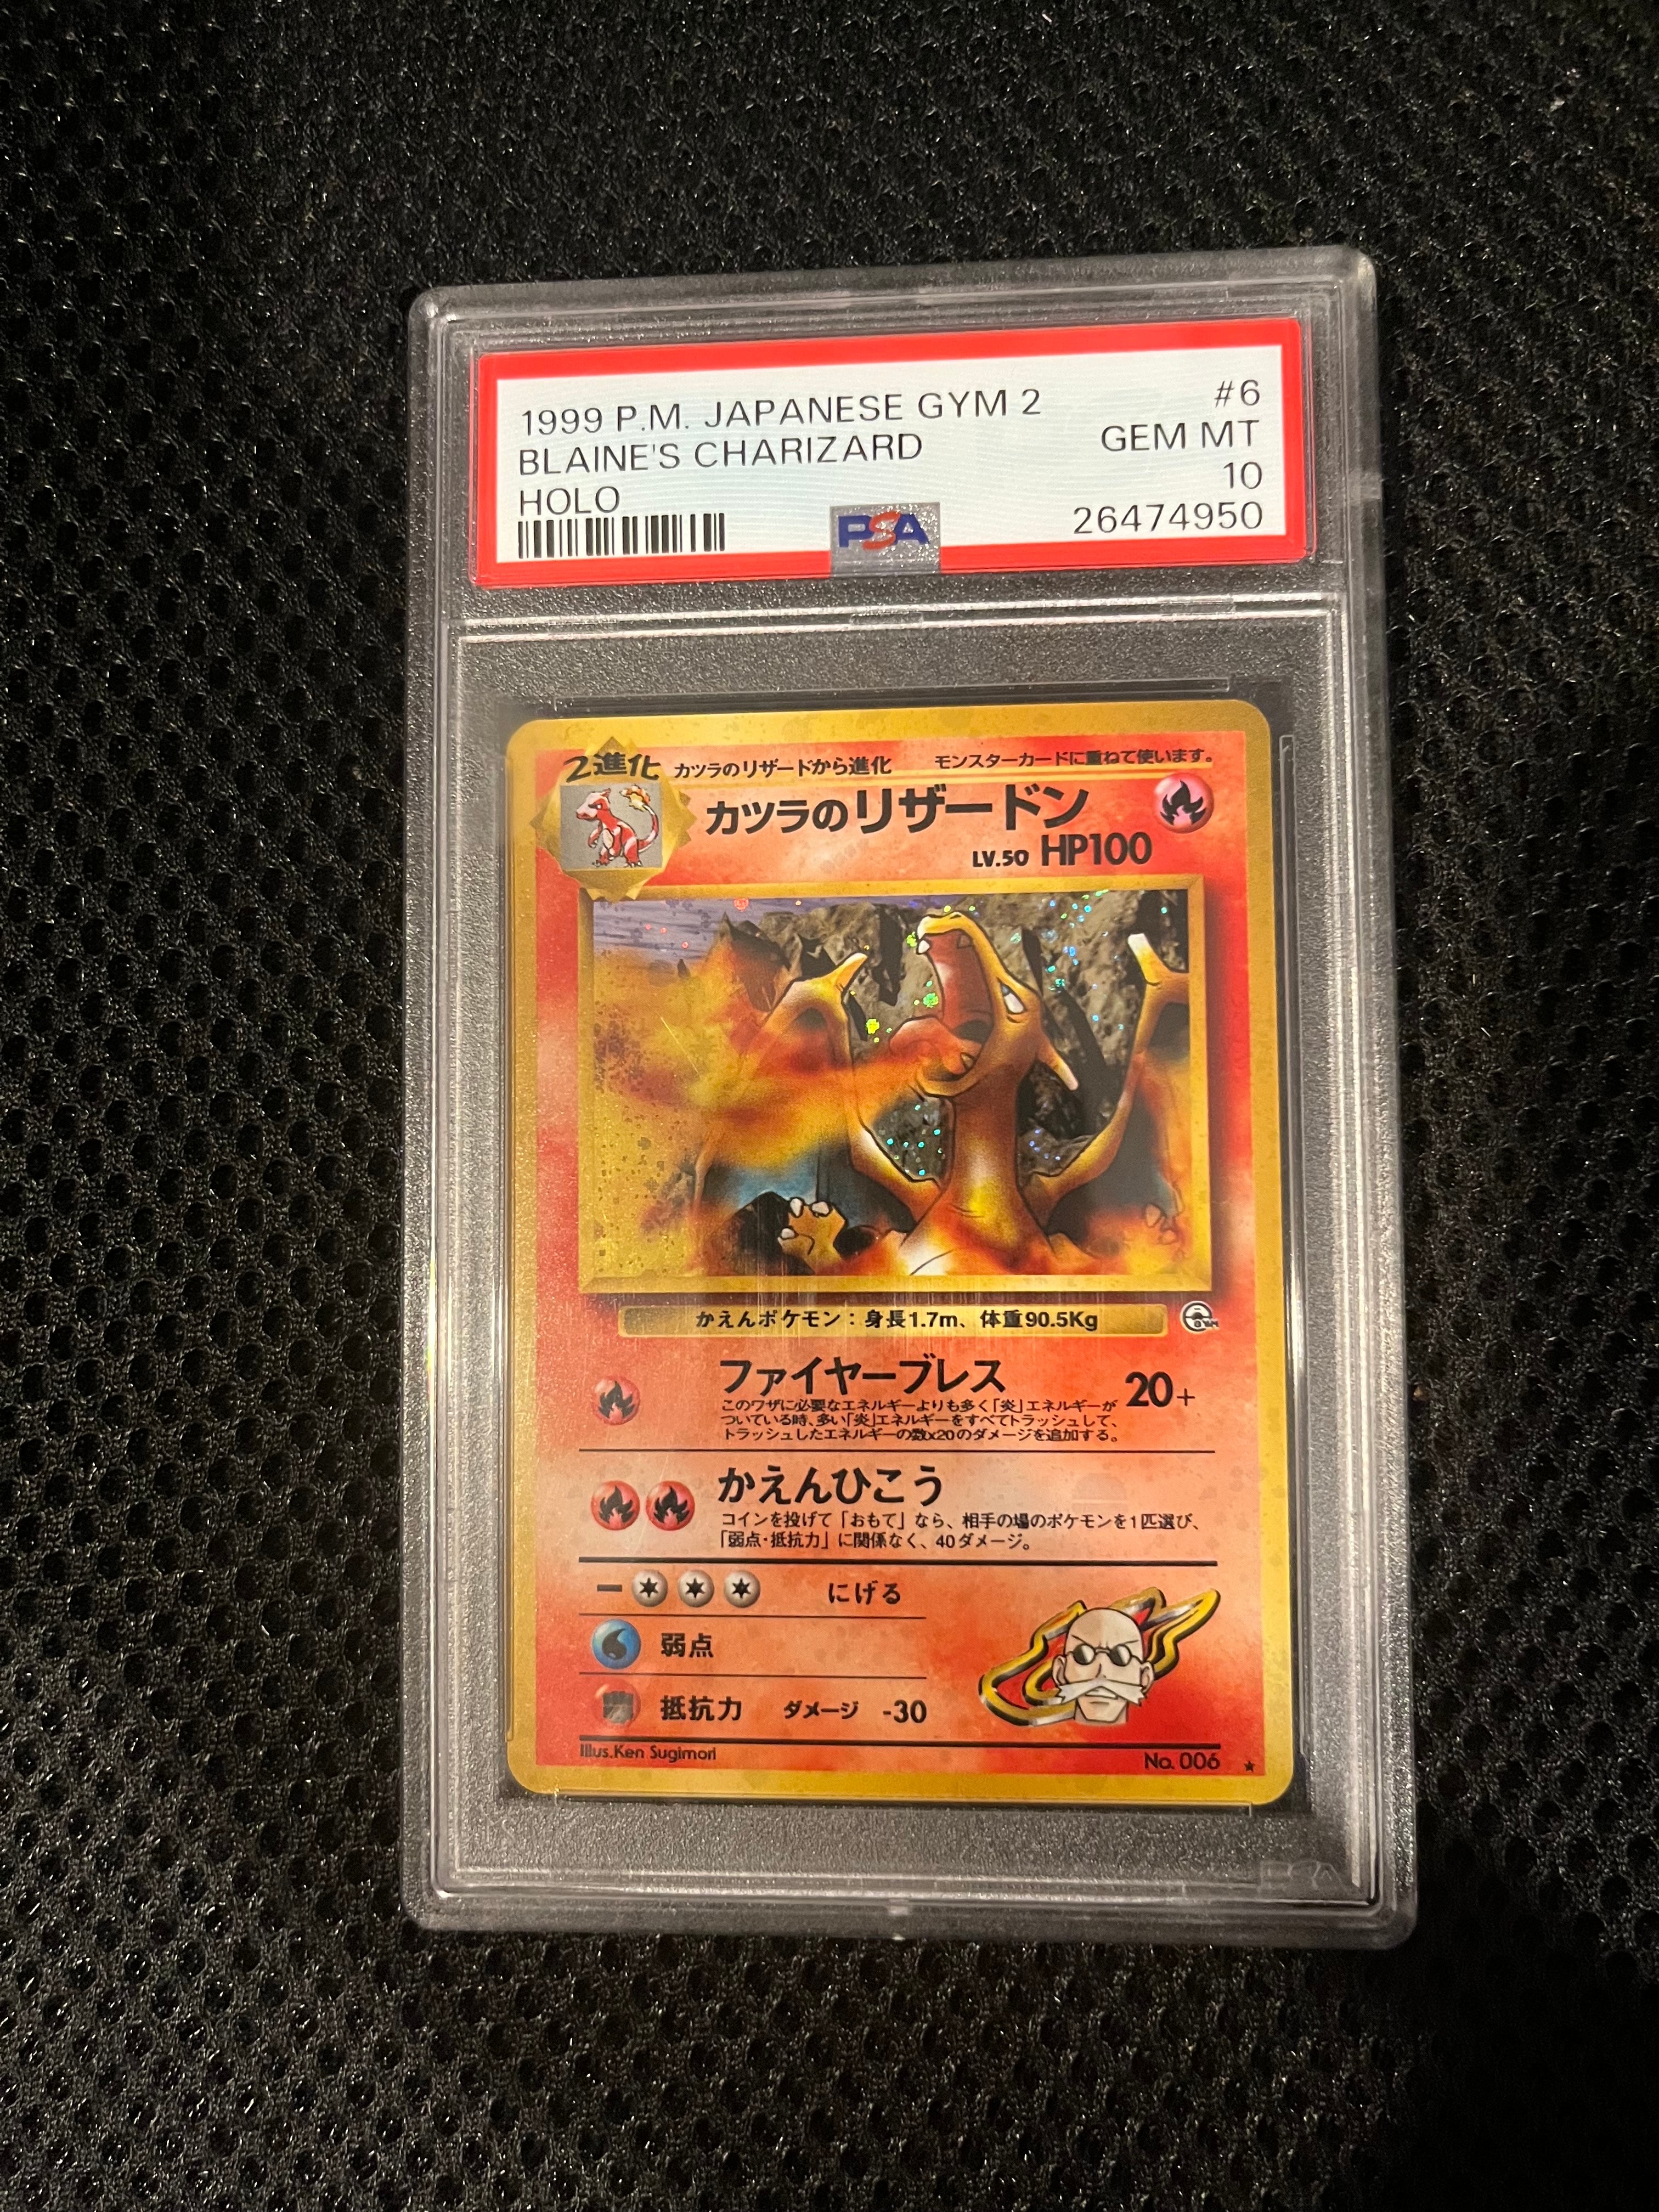 1999 P.M. JAPANESE GYM 2 #6
BLAINE'S CHARIZARD GEM MT
HOLO 10
PSA 26474950
2進化 カツラのリザードから進化 モンスターカードに重ねて使います。
カツラのリザードン
LV.50 HP100
かえんポケモン：身長1.7m、体重90.5Kg
GYM
ファイヤーブレス 20+
このワザに必要なエネルギーよりも多く「炎」エネルギーが
ついている時、多い「炎」エネルギーをすべてトラッシュして、
トラッシュしたエネルギーの数×20のダメージを追加する。
かえんひこう
コインを投げて「おもて」なら、相手の場のポケモンを1匹選び、
「弱点・抵抗力」に関係なく、40ダメージ。
にげる
弱点
抵抗力 ダメージ -30
Illus.Ken Sugimori No. 006 ★
PSA